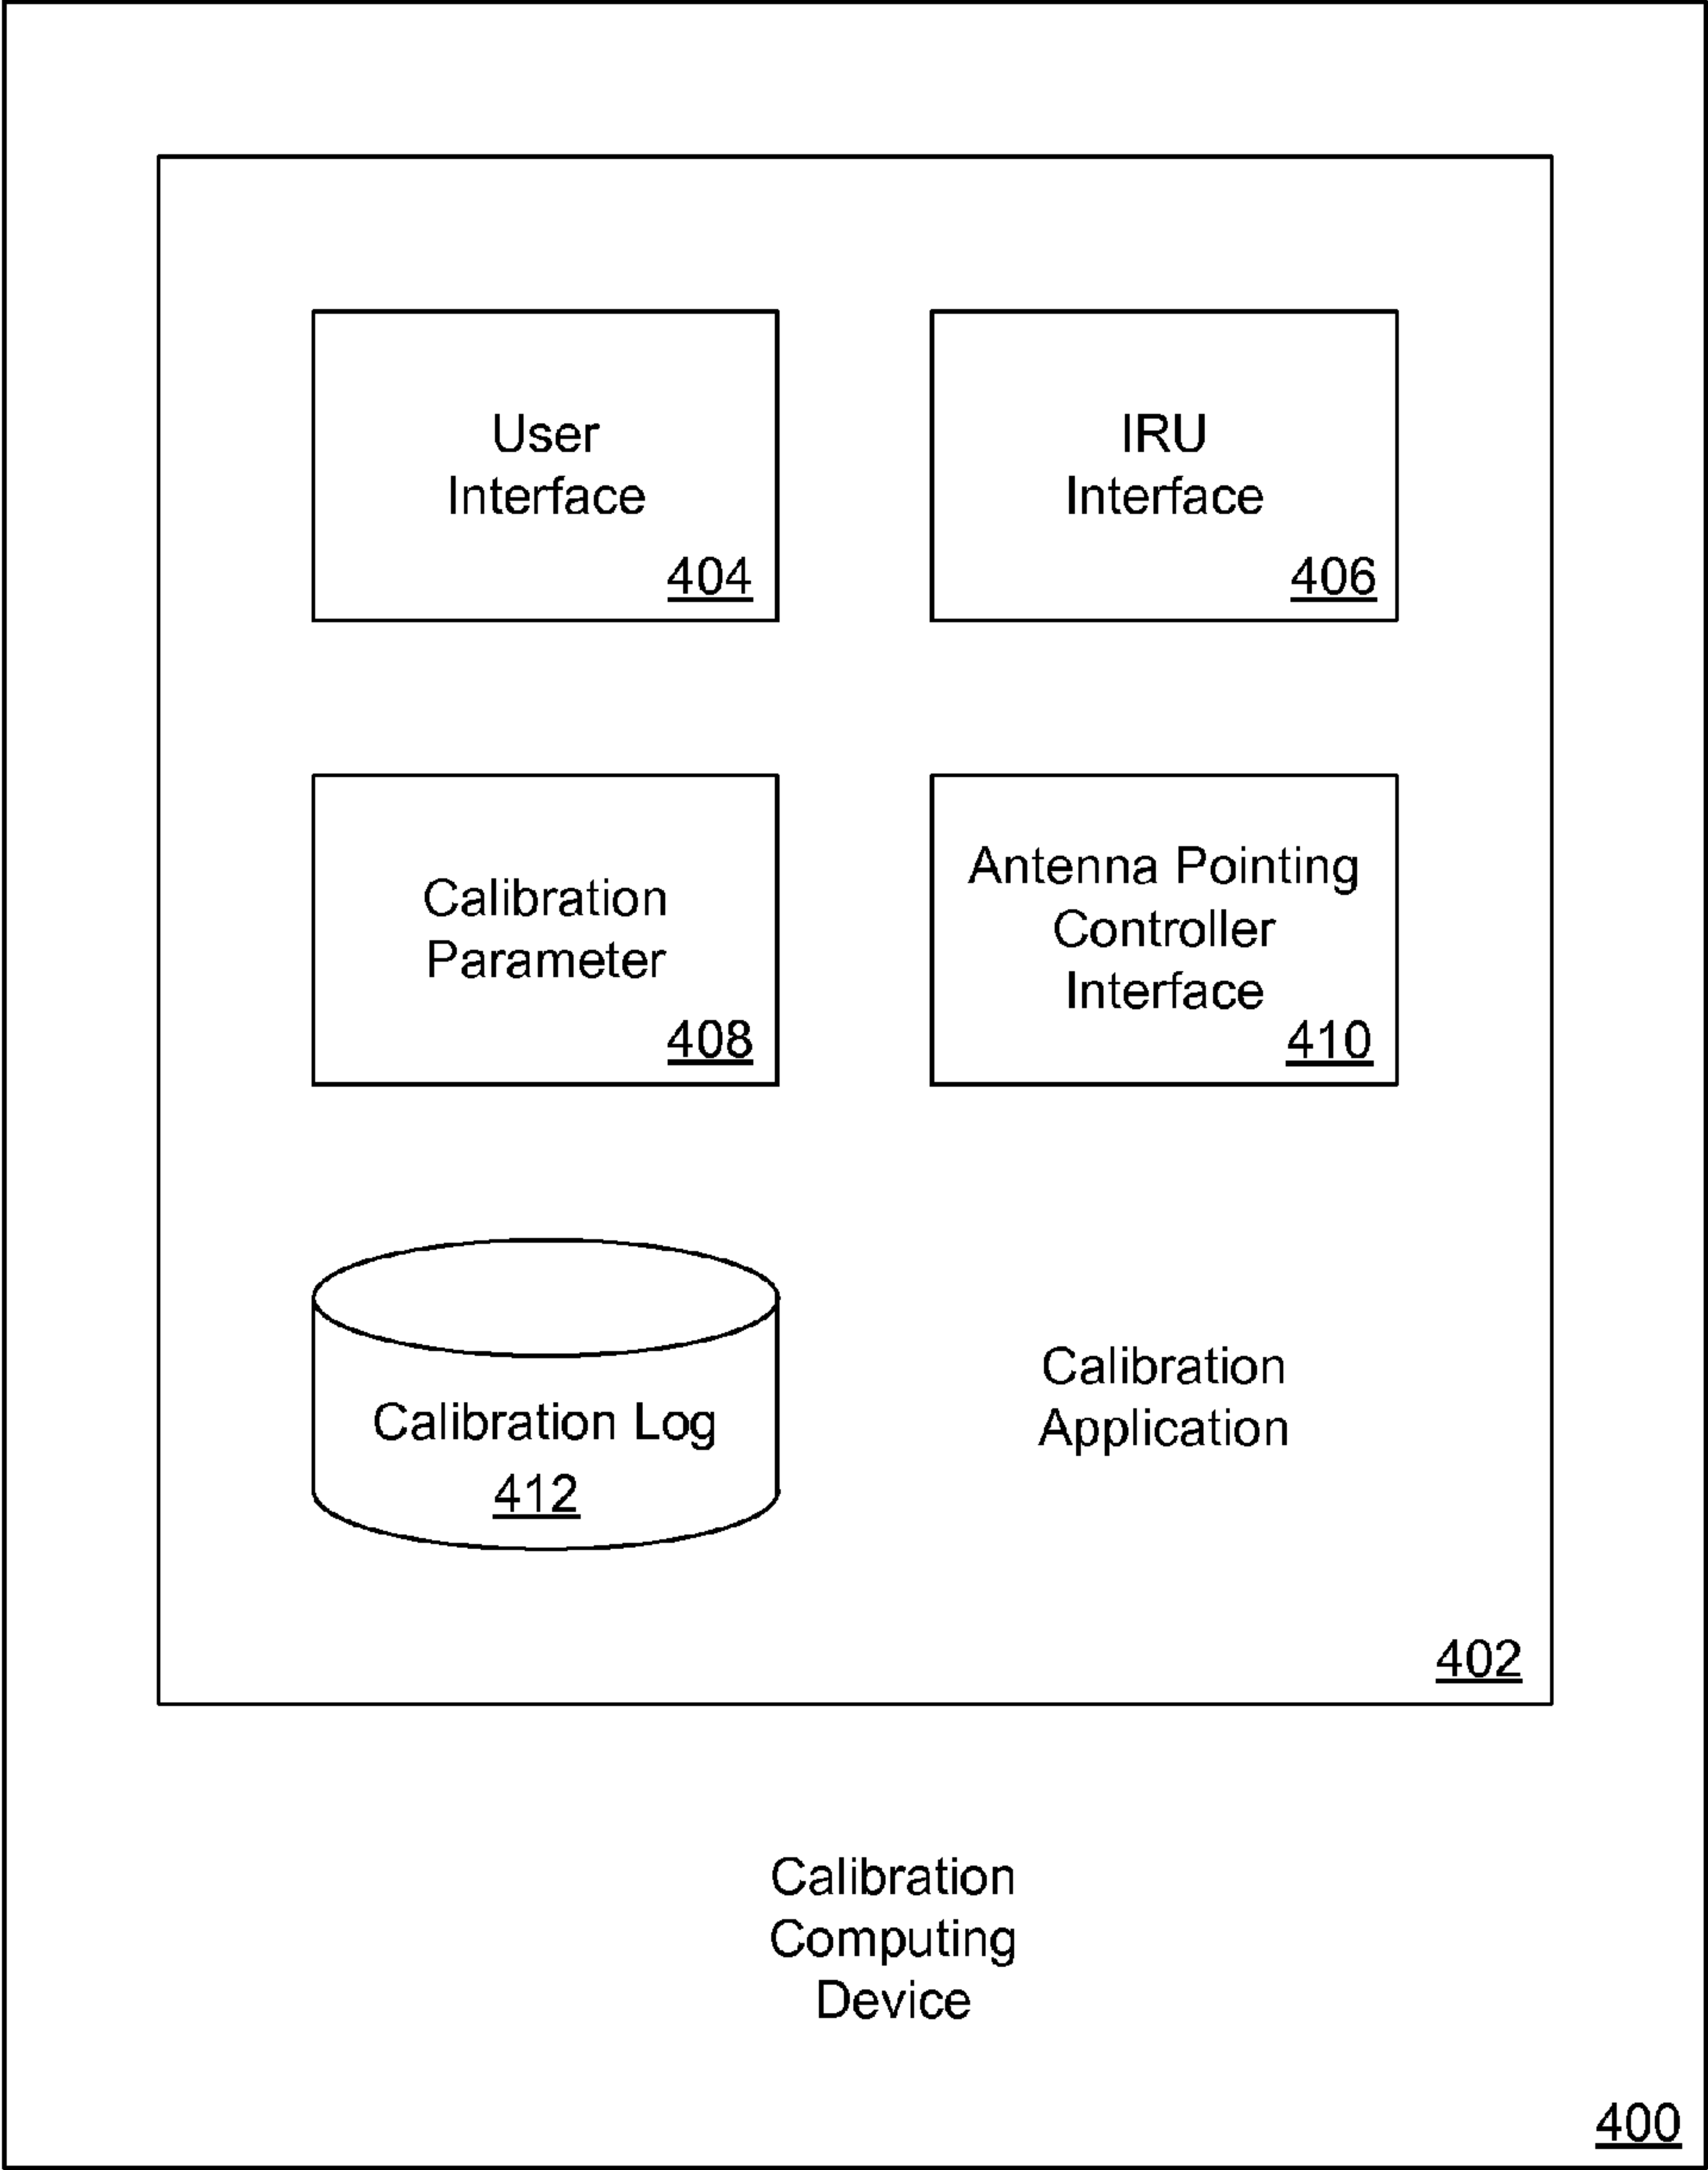 User
Interface
404
IRU
Interface
406
Calibration
Parameter
408
Antenna Pointing
Controller
Interface
410
Calibration Log
412
Calibration
Application
402
Calibration
Computing
Device
400